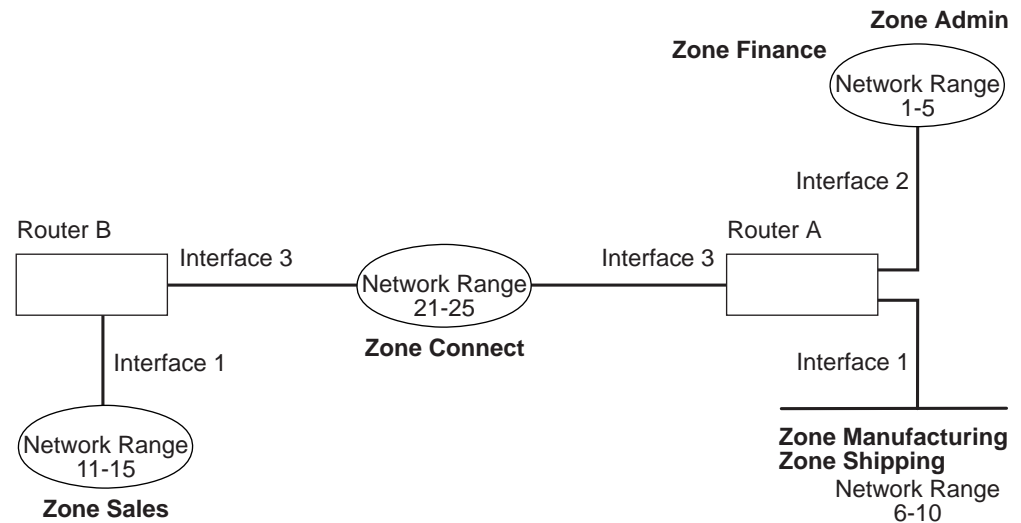 Zone Admin
Zone Finance
Network Range
1-5
Interface 2
Router B
Router A
Interface 3
Interface 3
Network Range
21-25
Zone Connect
Interface 1
Interface 1
Network Range
11-15
Zone Sales
Zone Manufacturing
Zone Shipping
Network Range
6-10